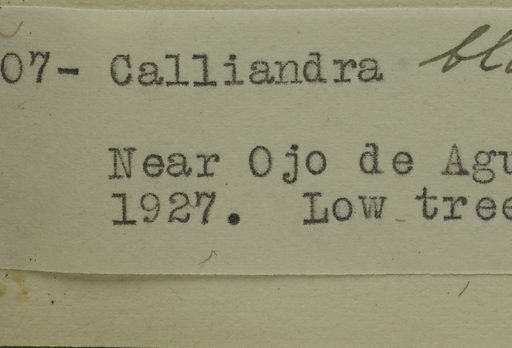 07- Calliandra
Near Ojo de Agu
1927. Low tree